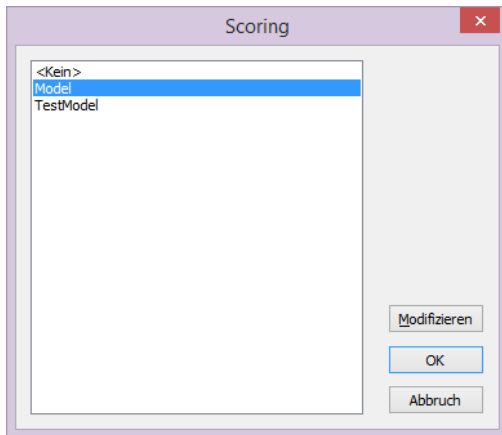 Scoring
<Kein>
Model
TestModel
Modifizieren
OK
Abbruch